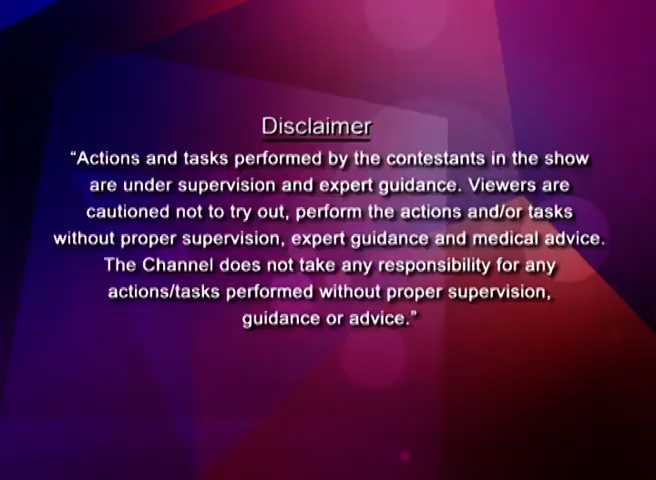 Disclaimer
“Actions and tasks performed by the contestants in the show
are under supervision and expert guidance. Viewers are
cautioned not to try out, perform the actions and/or tasks
without proper supervision, expert guidance and medical advice.
The Channel does not take any responsibility for any
actions/tasks performed without proper supervision,
guidance or advice.”